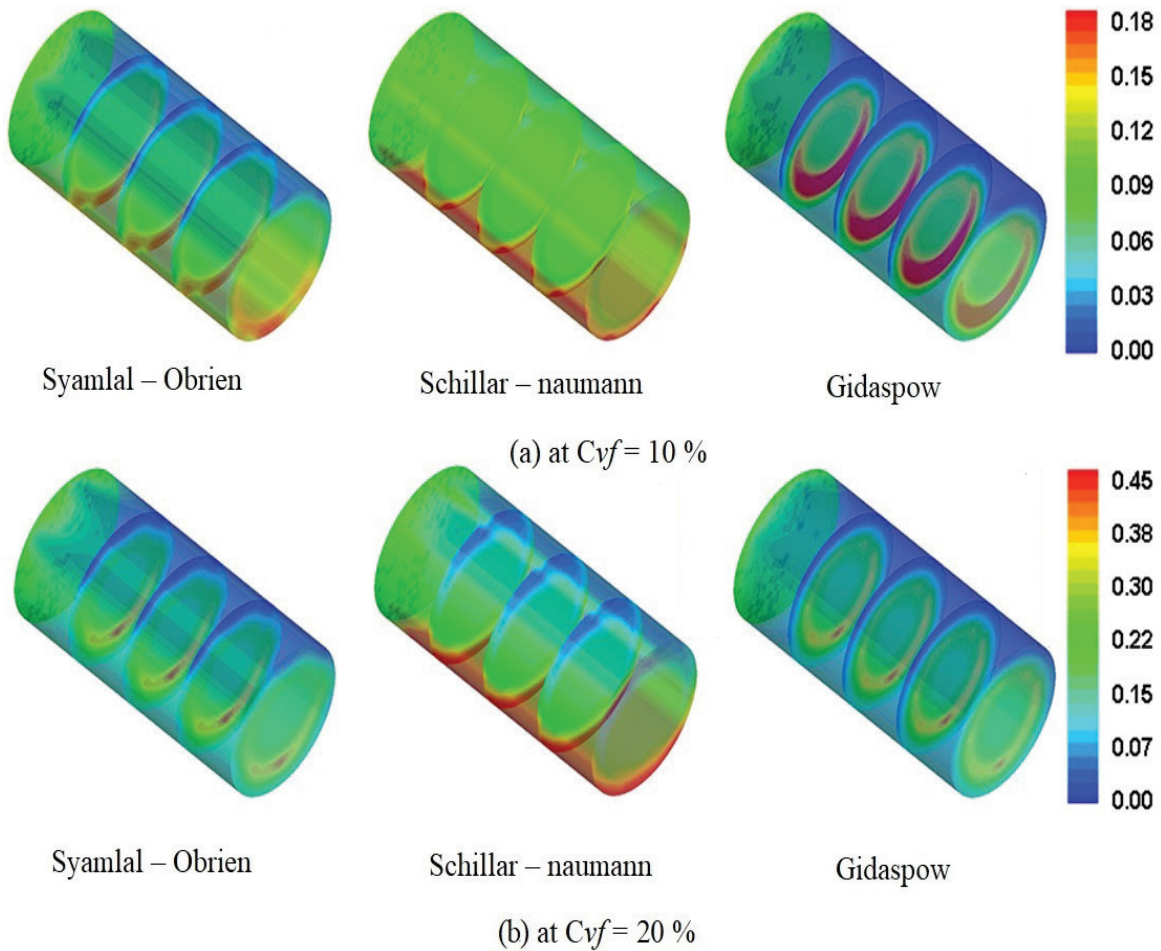 0.18
0.15
0.12
0.09
0.06
0.03
0.00
Syamlal – Obrien
Schillar – naumann
Gidaspow
(a) at Cvf = 10 %
0.45
0.38
0.30
0.22
0.15
0.07
0.00
Syamlal – Obrien
Schillar – naumann
Gidaspow
(b) at Cvf = 20 %